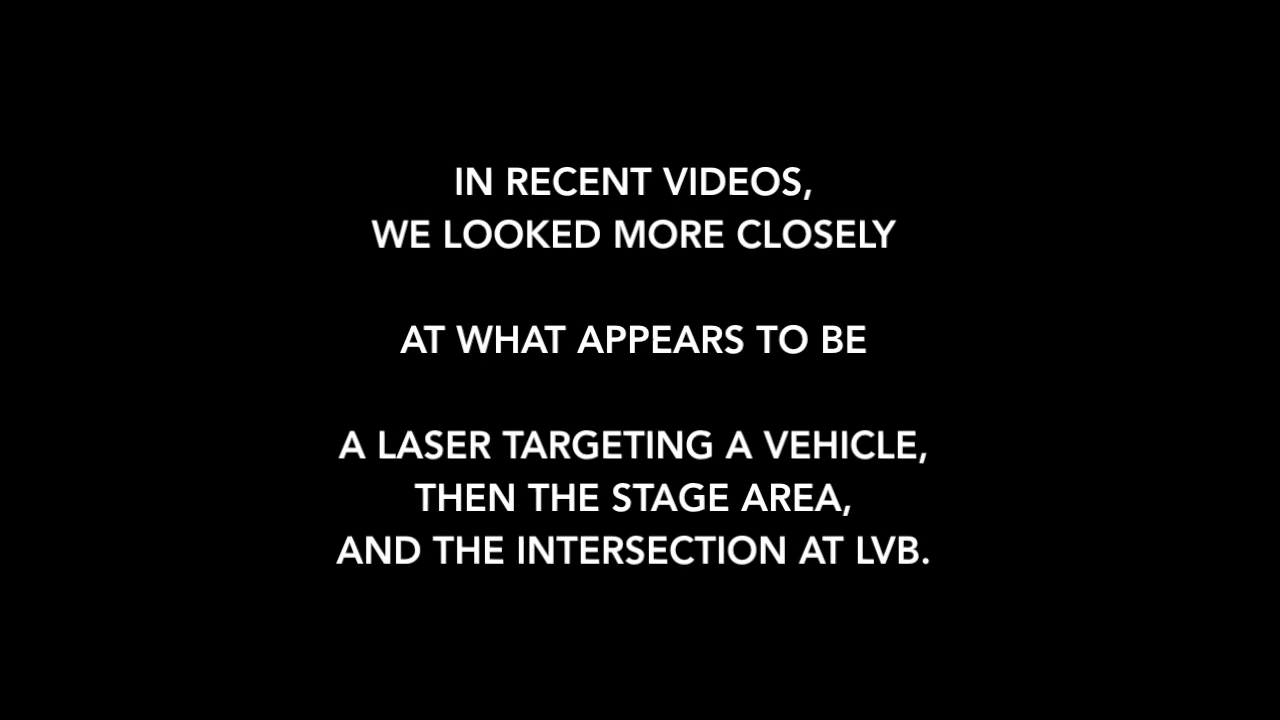 IN RECENT VIDEOS,
WE LOOKED MORE CLOSELY
AT WHAT APPEARS TO BE
A LASER TARGETING A VEHICLE,
THEN THE STAGE AREA,
AND THE INTERSECTION AT LVB.